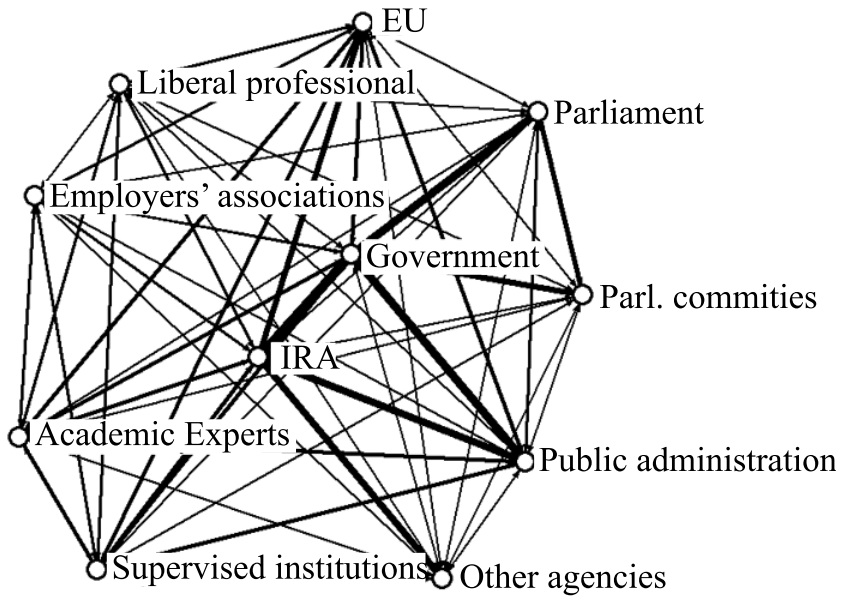 EU
Liberal professional
Parliament
Employers’ associations
Government
Parl. commities
IRA
Academic Experts
Public administration
Supervised institutions
Other agencies